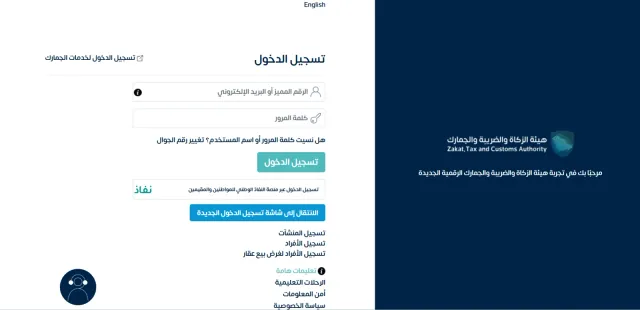 English
تسجيل الدخول
تسجيل الدخول لخدمات الجمارك
الرقم المميز أو البريد الإلكتروني
كلمة المرور
هل نسيت كلمة المرور أو اسم المستخدم؟ تغيير رقم الجوال
تسجيل الدخول
تسجيل الدخول عبر منصة النفاذ الوطني للمواطنين والمقيمين
نفاذ
الانتقال إلى شاشة تسجيل الدخول الجديدة
تسجيل المنشآت
تسجيل الأفراد
تسجيل الأفراد لغرض بيع عقار
تعليمات هامة
الرحلات التعليمية
أمن المعلومات
سياسة الخصوصية
هيئة الزكاة والضريبة والجمارك
Zakat, Tax and Customs Authority
مرحبًا بك في تجربة هيئة الزكاة والضريبة والجمارك الرقمية الجديدة